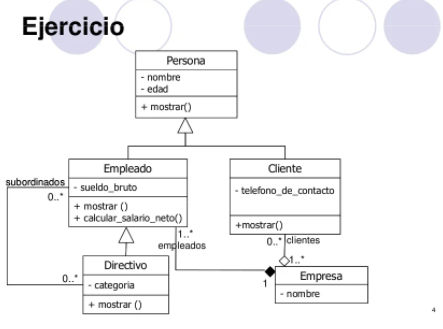 Ejercicio
Persona
- nombre
- edad
+ mostrar()
Empleado
- sueldo_bruto
+ mostrar ()
+ calcular_salario_neto()
Cliente
- telefono_de_contacto
+mostrar()
subordinados
0..*
1..*
empleados
0..*
clientes
1..*
Directivo
- categoria
+ mostrar ()
0..*
1
Empresa
- nombre
4